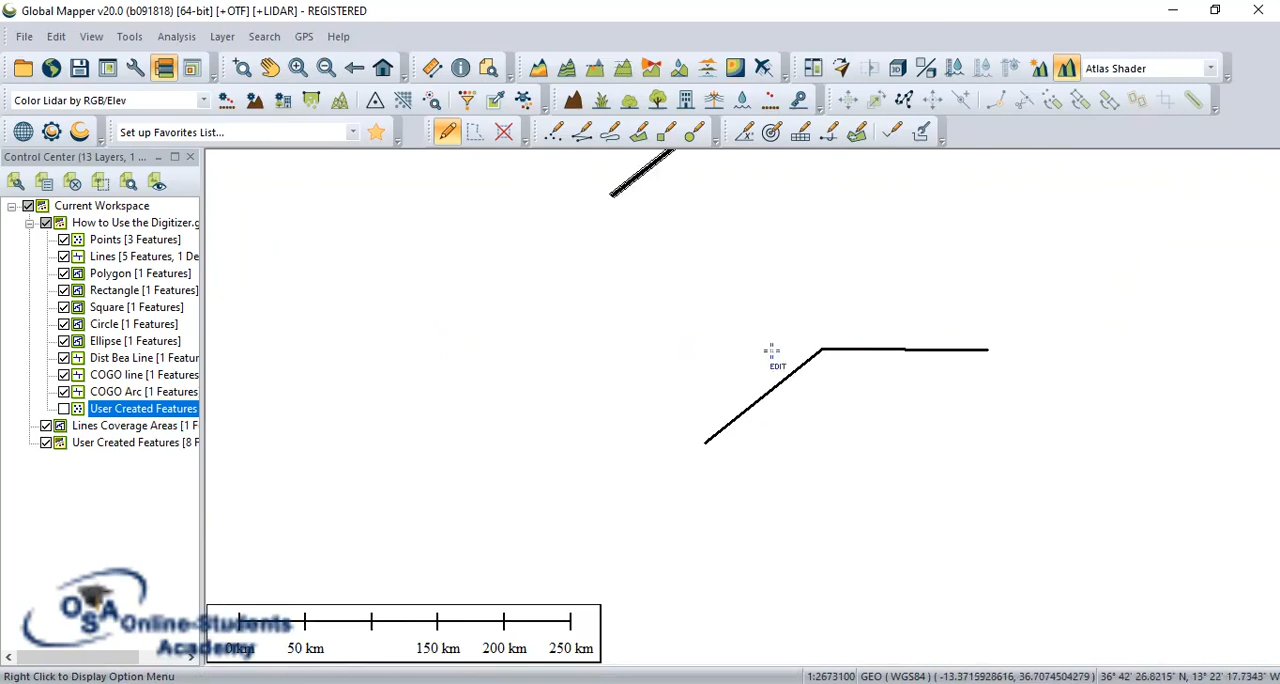 Global Mapper v20.0 (b091818) [64-bit] [+OTF] [+LIDAR] - REGISTERED
File Edit View Tools Analysis Layer Search GPS Help
Atlas Shader
Color Lidar by RGB/Elev
Set up Favorites List...
Control Center (13 Layers, 1 ...
Current Workspace
How to Use the Digitizer.g
Points [3 Features]
Lines [5 Features, 1 De
Polygon [1 Features]
Rectangle [1 Features]
Square [1 Features]
Circle [1 Features]
Ellipse [1 Features]
Dist Bea Line [1 Featur
COGO line [1 Features
COGO Arc [1 Features
User Created Features
Lines Coverage Areas [1 F
User Created Features [8 F
EDIT
OSA Online-Students
Academy
0 km 50 km 150 km 200 km 250 km
Right Click to Display Option Menu
1:2673100 GEO (WGS84) ( -13.3715928616, 36.7074504279 ) 36° 42' 26.8215" N, 13° 22' 17.7343" W